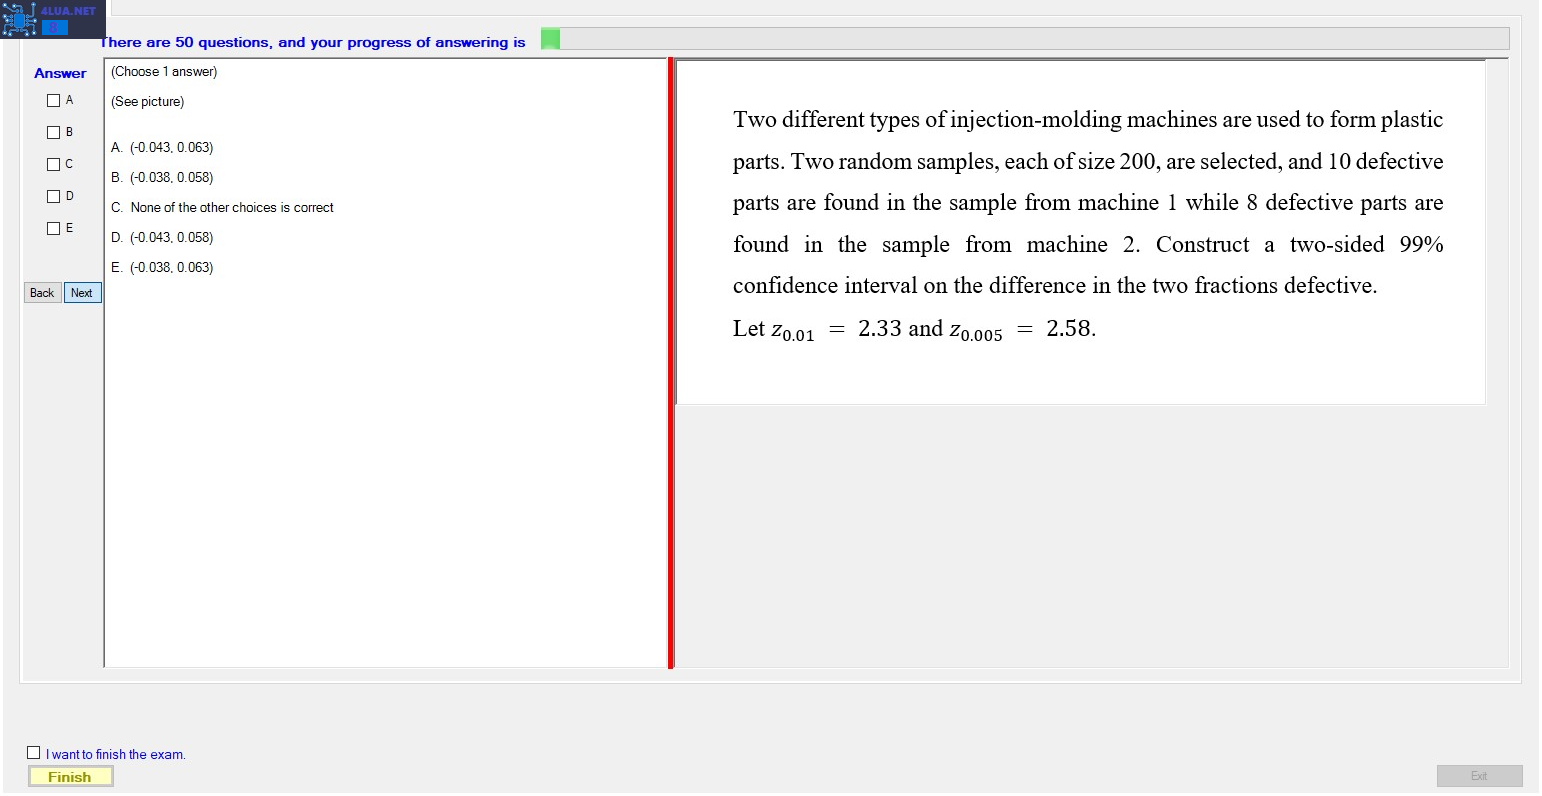 4LUA.NET
8
There are 50 questions, and your progress of answering is
Answer
A
B
C
D
E
Back Next
(Choose 1 answer)
(See picture)
A. (-0.043, 0.063)
B. (-0.038, 0.058)
C. None of the other choices is correct
D. (-0.043, 0.058)
E. (-0.038, 0.063)
Two different types of injection-molding machines are used to form plastic
parts. Two random samples, each of size 200, are selected, and 10 defective
parts are found in the sample from machine 1 while 8 defective parts are
found in the sample from machine 2. Construct a two-sided 99%
confidence interval on the difference in the two fractions defective.
Let z0.01 = 2.33 and z0.005 = 2.58.
I want to finish the exam.
Finish
Exit